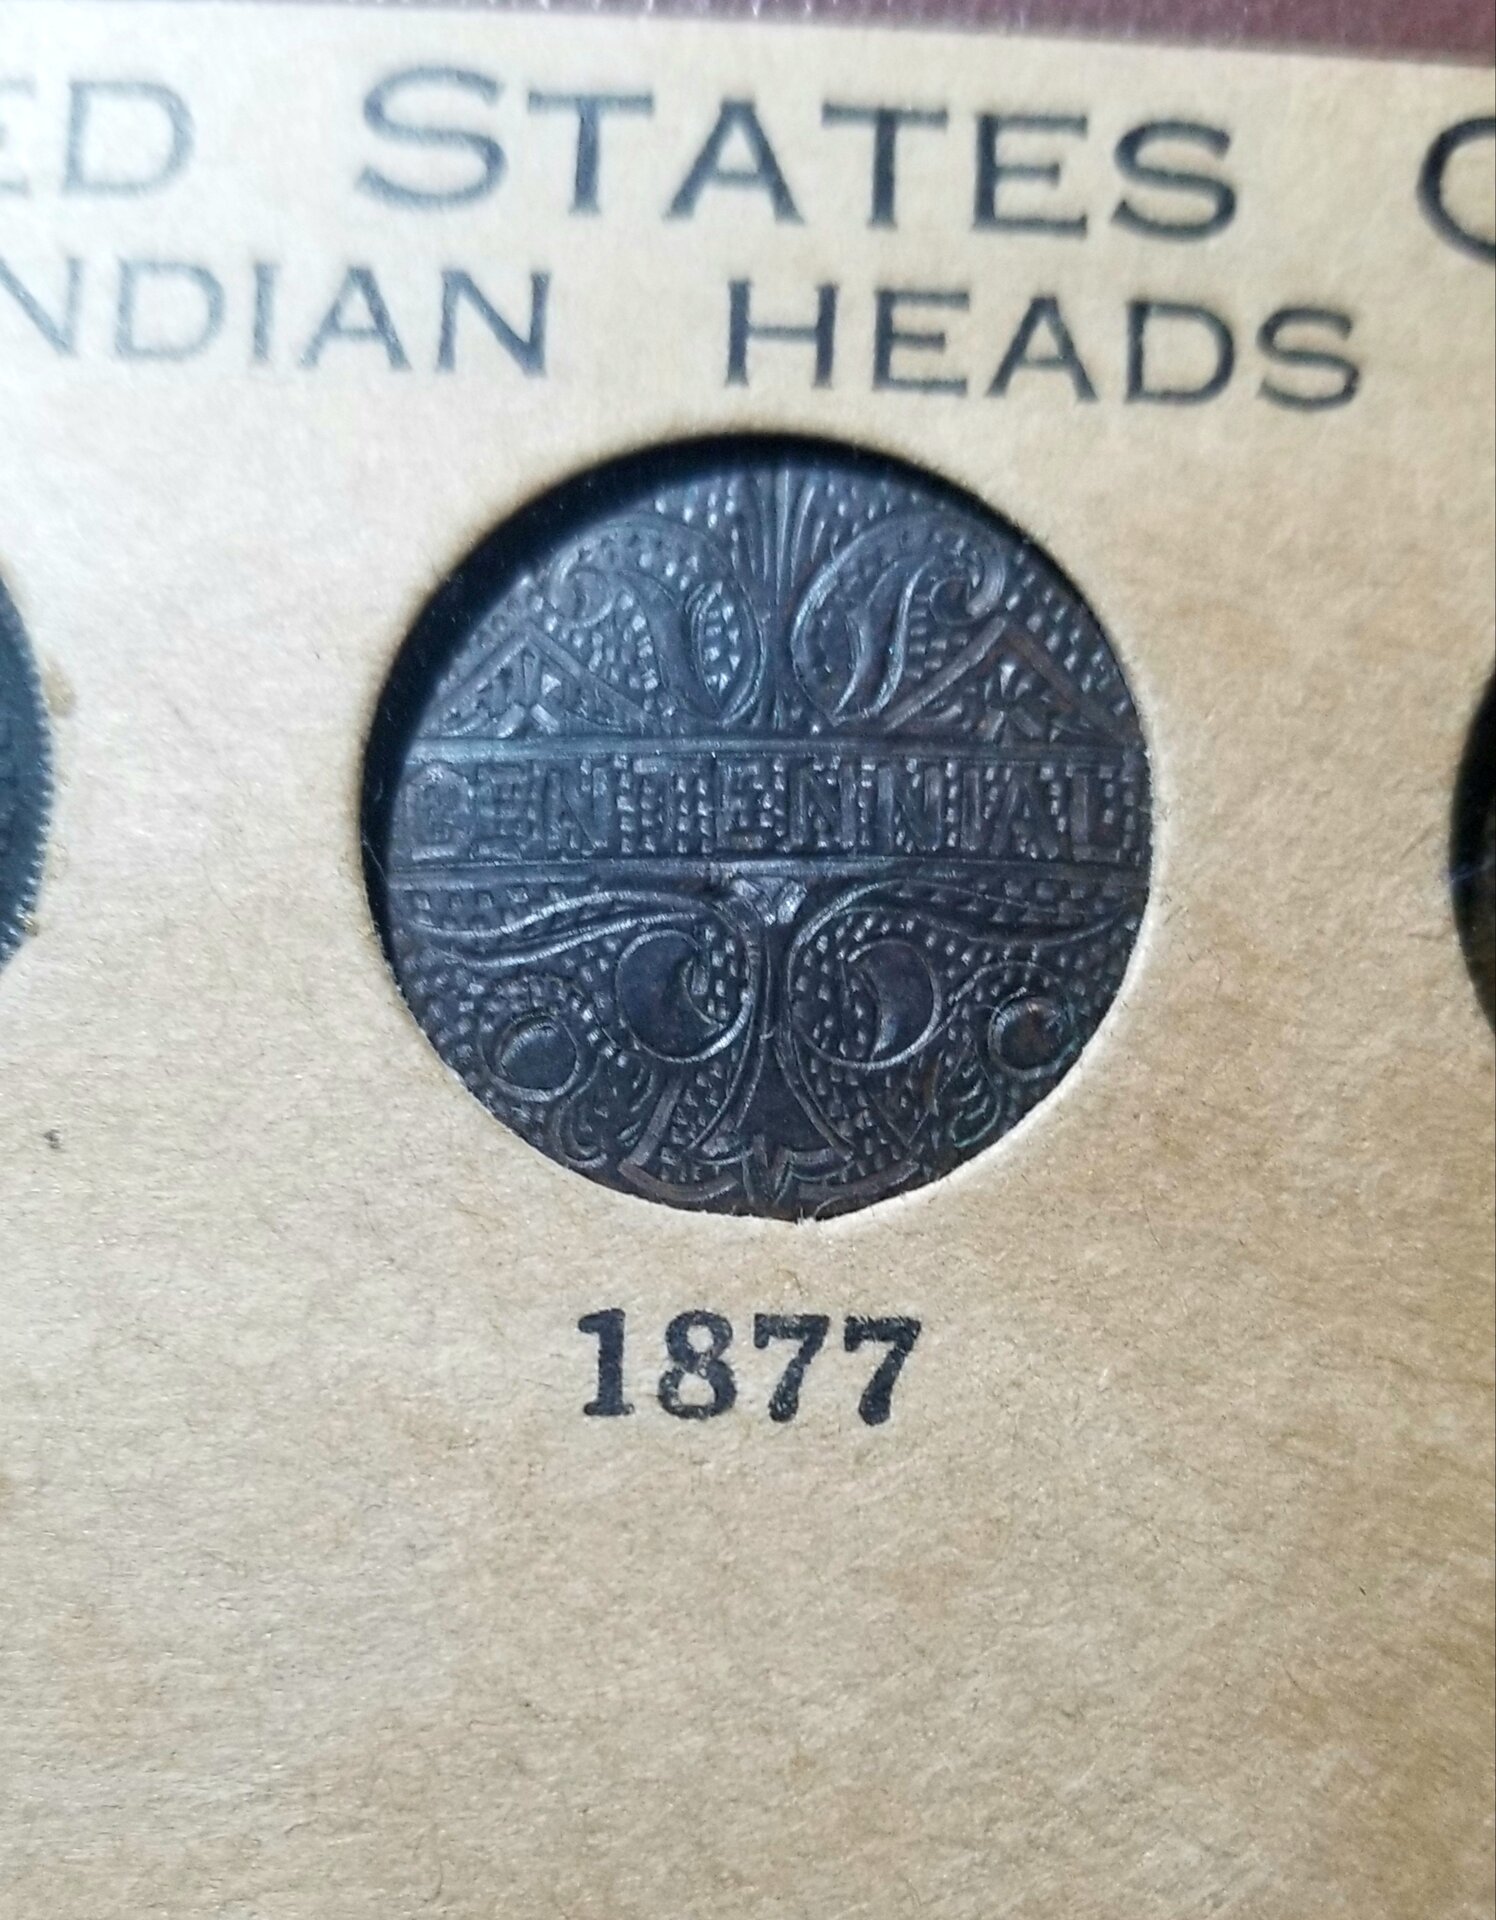 ED STATES C
NDIAN HEADS
CENTENNIAL
1877